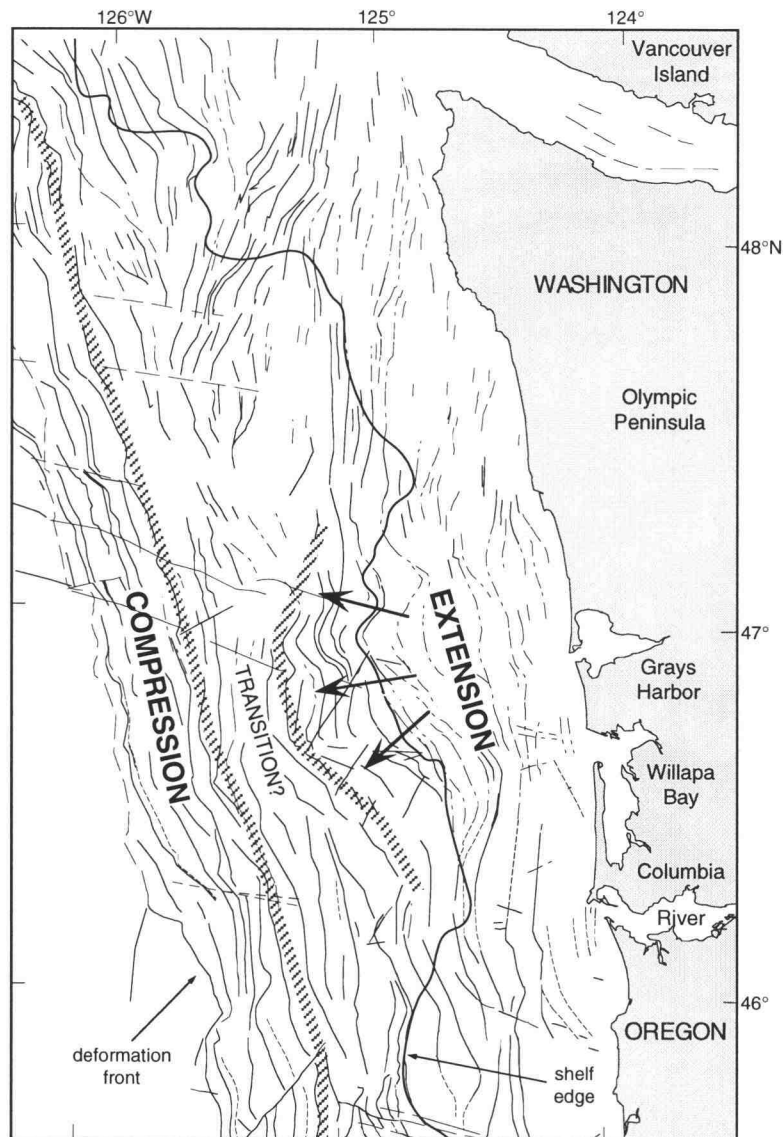 126°W
125°
124°
Vancouver
Island
48°N
WASHINGTON
Olympic
Peninsula
COMPRESSION
TRANSITION?
EXTENSION
47°
Grays
Harbor
Willapa
Bay
Columbia
River
46°
OREGON
deformation
front
shelf
edge